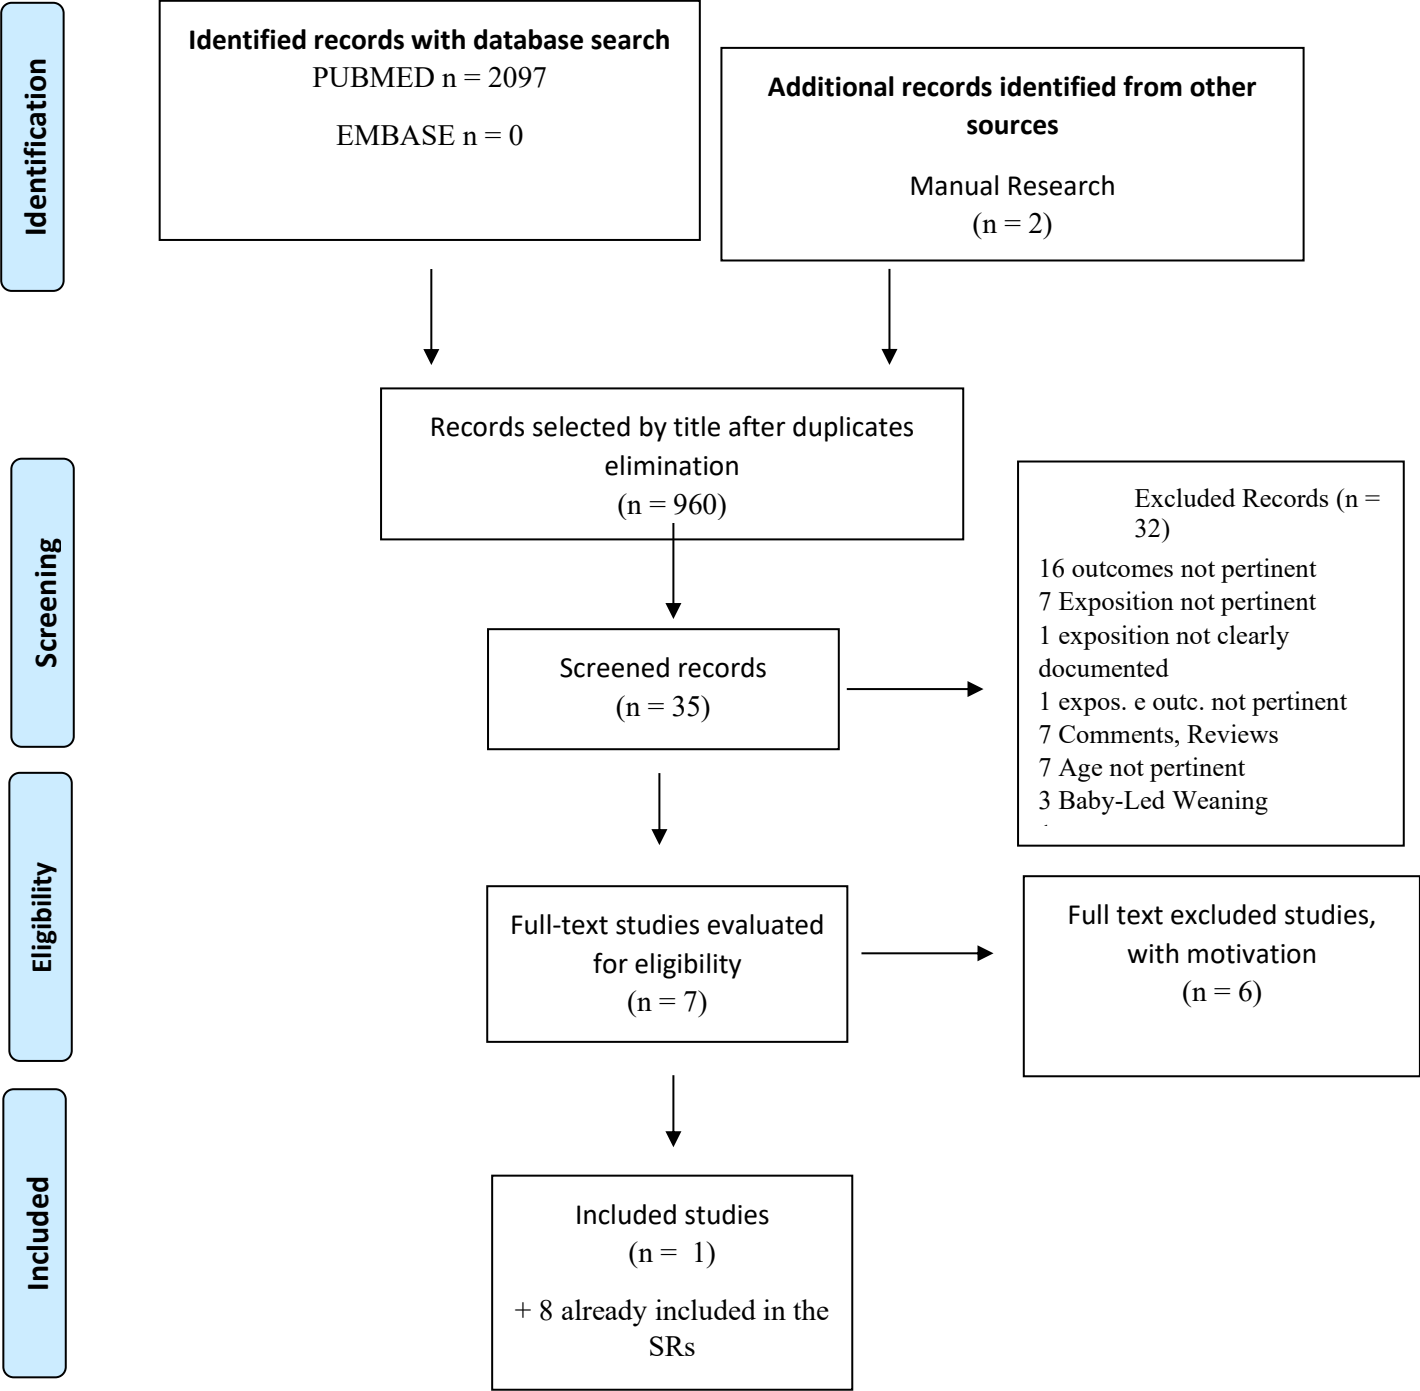 Identification
Identified records with database search
PUBMED n = 2097
EMBASE n = 0
Additional records identified from other
sources
Manual Research
(n = 2)
Records selected by title after duplicates
elimination
(n = 960)
Screening
Screened records
(n = 35)
Excluded Records (n =
32)
16 outcomes not pertinent
7 Exposition not pertinent
1 exposition not clearly
documented
1 expos. e outc. not pertinent
7 Comments, Reviews
7 Age not pertinent
3 Baby-Led Weaning
Eligibility
Full-text studies evaluated
for eligibility
(n = 7)
Full text excluded studies,
with motivation
(n = 6)
Included
Included studies
(n =  1)
+ 8 already included in the
SRs